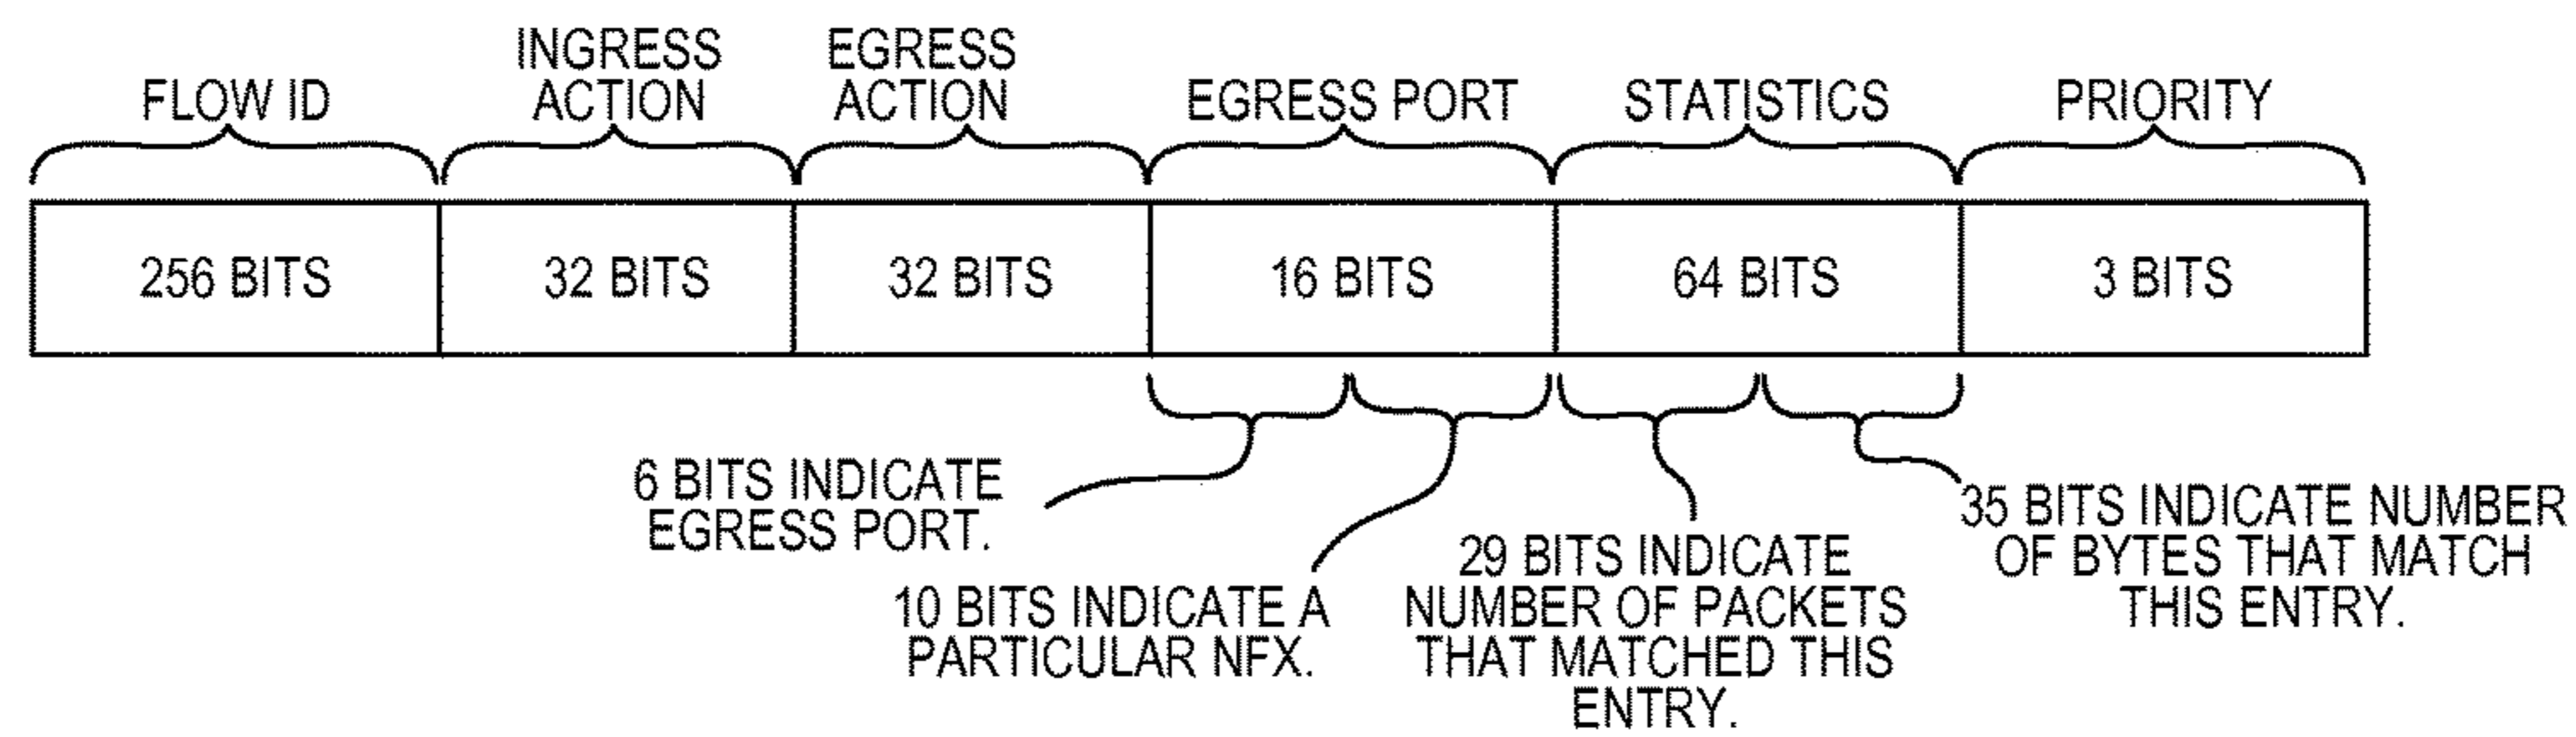 FLOW ID
INGRESS
ACTION
EGRESS
ACTION
EGRESS PORT
STATISTICS
PRIORITY
256 BITS
32 BITS
32 BITS
16 BITS
64 BITS
3 BITS
6 BITS INDICATE
EGRESS PORT.
10 BITS INDICATE A
PARTICULAR NFX.
29 BITS INDICATE
NUMBER OF PACKETS
THAT MATCHED THIS
ENTRY.
35 BITS INDICATE NUMBER
OF BYTES THAT MATCH
THIS ENTRY.